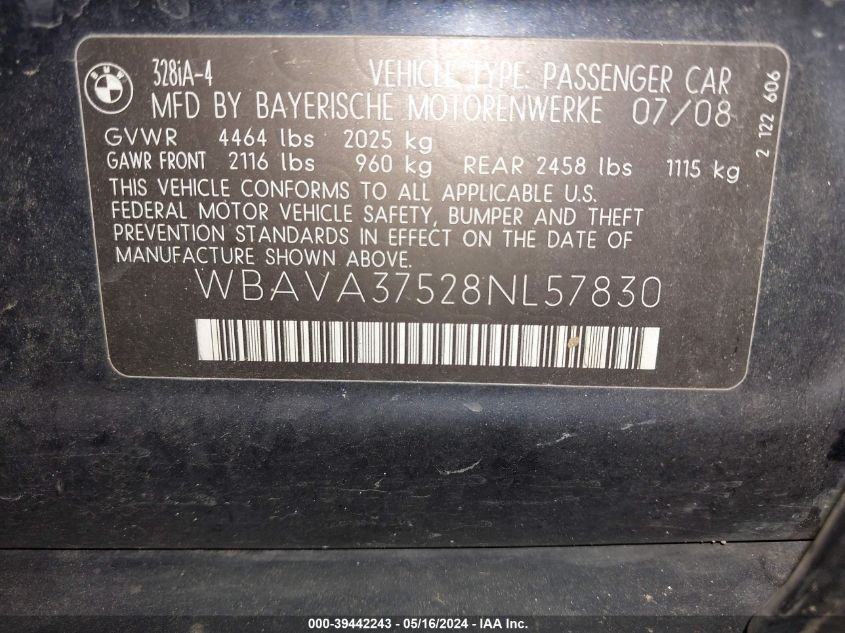 BMW
328iA-4 VEHICLE TYPE: PASSENGER CAR
MFD BY BAYERISCHE MOTORENWERKE 07/08
GVWR 4464 lbs 2025 kg
GAWR FRONT 2116 lbs 960 kg REAR 2458 lbs 1115 kg
THIS VEHICLE CONFORMS TO ALL APPLICABLE U.S.
FEDERAL MOTOR VEHICLE SAFETY, BUMPER AND THEFT
PREVENTION STANDARDS IN EFFECT ON THE DATE OF
MANUFACTURE SHOWN ABOVE.
WBAVA37528NL57830
2 122 606
000-39442243 - 05/16/2024 - IAA Inc.